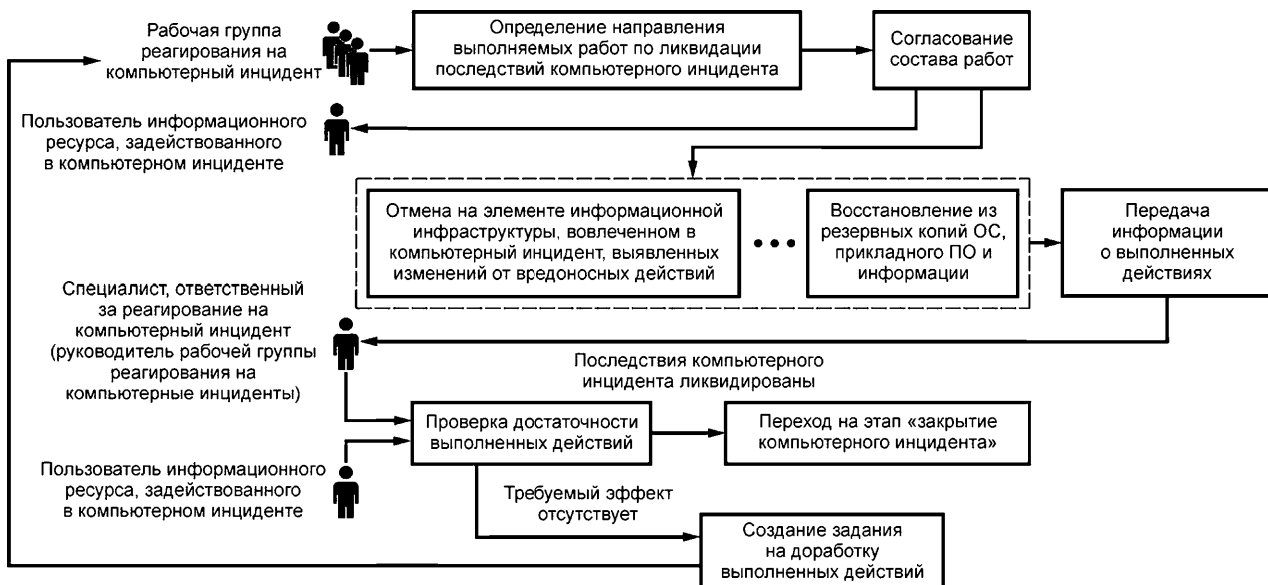 Рабочая группа
реагирования на
компьютерный инцидент
Определение направления
выполняемых работ по ликвидации
последствий компьютерного инцидента
Согласование
состава работ
Пользователь информационного
ресурса, задействованного
в компьютерном инциденте
Отмена на элементе информационной
инфраструктуры, вовлеченном в
компьютерный инцидент, выявленных
изменений от вредоносных действий
Восстановление из
резервных копий ОС,
прикладного ПО и
информации
Передача
информации
о выполненных
действиях
Специалист, ответственный
за реагирование на
компьютерный инцидент
(руководитель рабочей группы
реагирования на
компьютерные инциденты)
Последствия компьютерного
инцидента ликвидированы
Проверка достаточности
выполненных действий
Переход на этап «закрытие
компьютерного инцидента»
Пользователь информационного
ресурса, задействованного
в компьютерном инциденте
Требуемый эффект
отсутствует
Создание задания
на доработку
выполненных действий